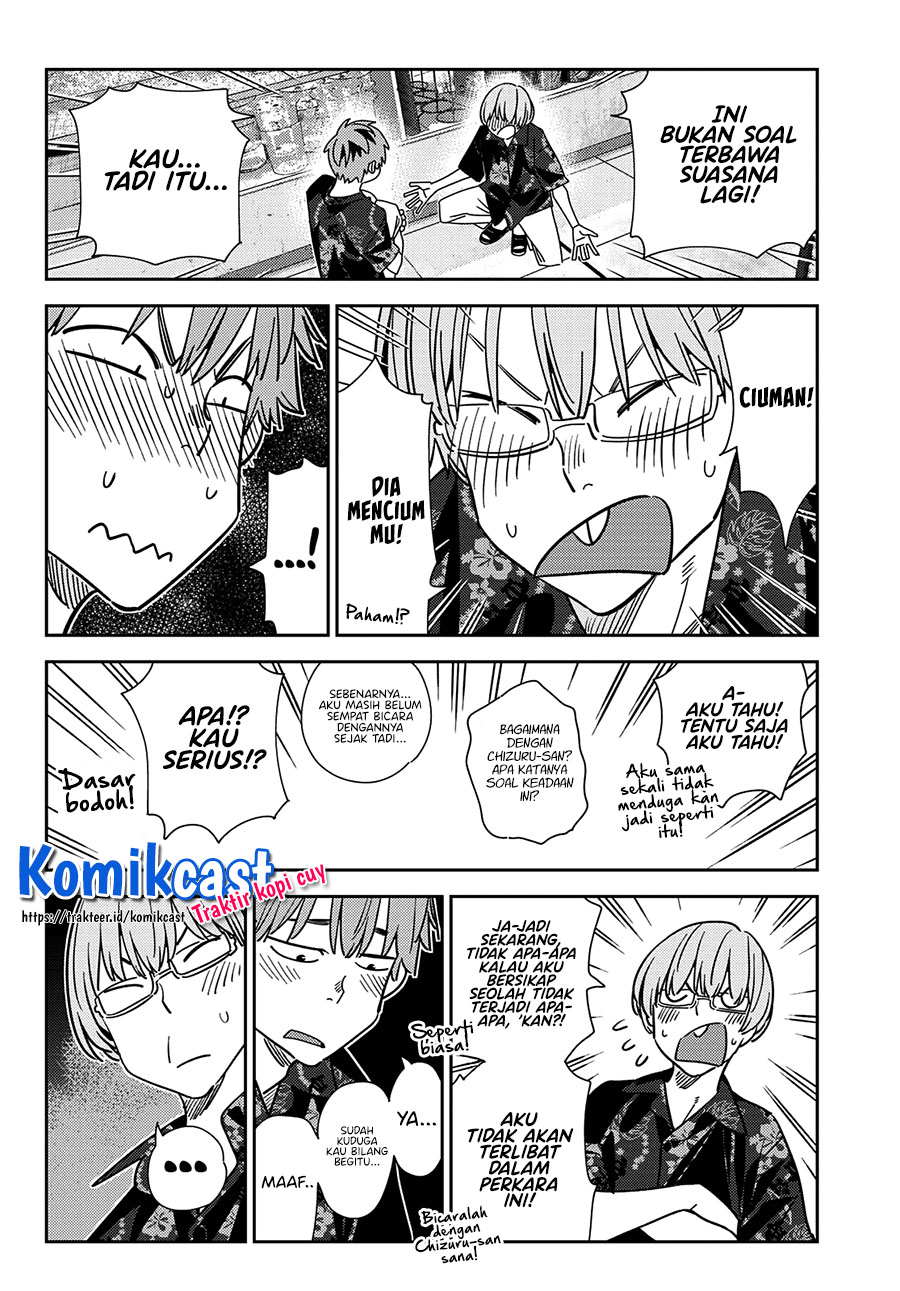 INI
BUKAN SOAL
TERBAWA
SUASANA
LAGI!
KAU...
TADI ITU...
CIUMAN!
DIA
MENCIUM
MU!
Paham!?
....!
A-
AKU TAHU!
TENTU SAJA
AKU TAHU!
Aku sama
sekali tidak
menduga kan
jadi seperti
itu!
BAGAIMANA
DENGAN
CHIZURU-SAN?
APA KATANYA
SOAL KEADAAN
INI?
SEBENARNYA...
AKU MASIH BELUM
SEMPAT BICARA
DENGANNYA
SEJAK TADI...
APA!?
KAU
SERIUS!?
Dasar
bodoh!
Komikcast
Traktir kopi cuy
https://trakteer.id/komikcast
JA-JADI
SEKARANG,
TIDAK APA-APA
KALAU AKU
BERSIKAP
SEOLAH TIDAK
TERJADI APA-
APA, 'KAN?!
Seperti
biasa!
AKU
TIDAK AKAN
TERLIBAT
DALAM
PERKARA
INI!
Bicaralah
dengan
Chizuru-san
sana!
YA...
SUDAH
KUDUGA
KAU BILANG
BEGITU...
MAAF..
...